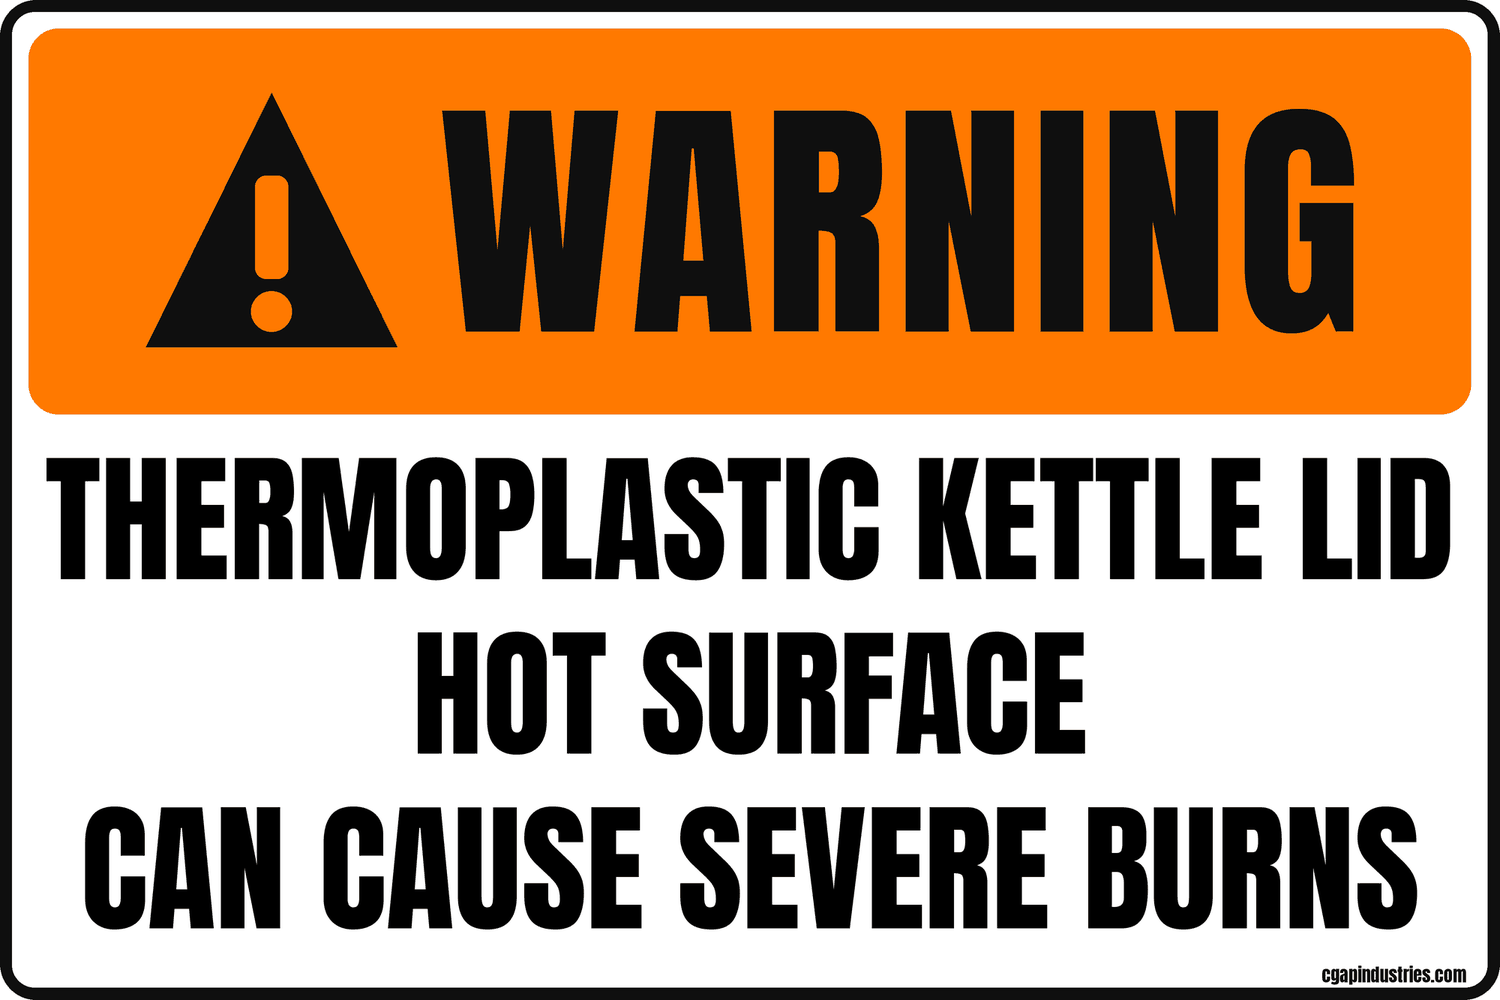 WARNING
THERMOPLASTIC KETTLE LID
HOT SURFACE
CAN CAUSE SEVERE BURNS
cgapindustries.com